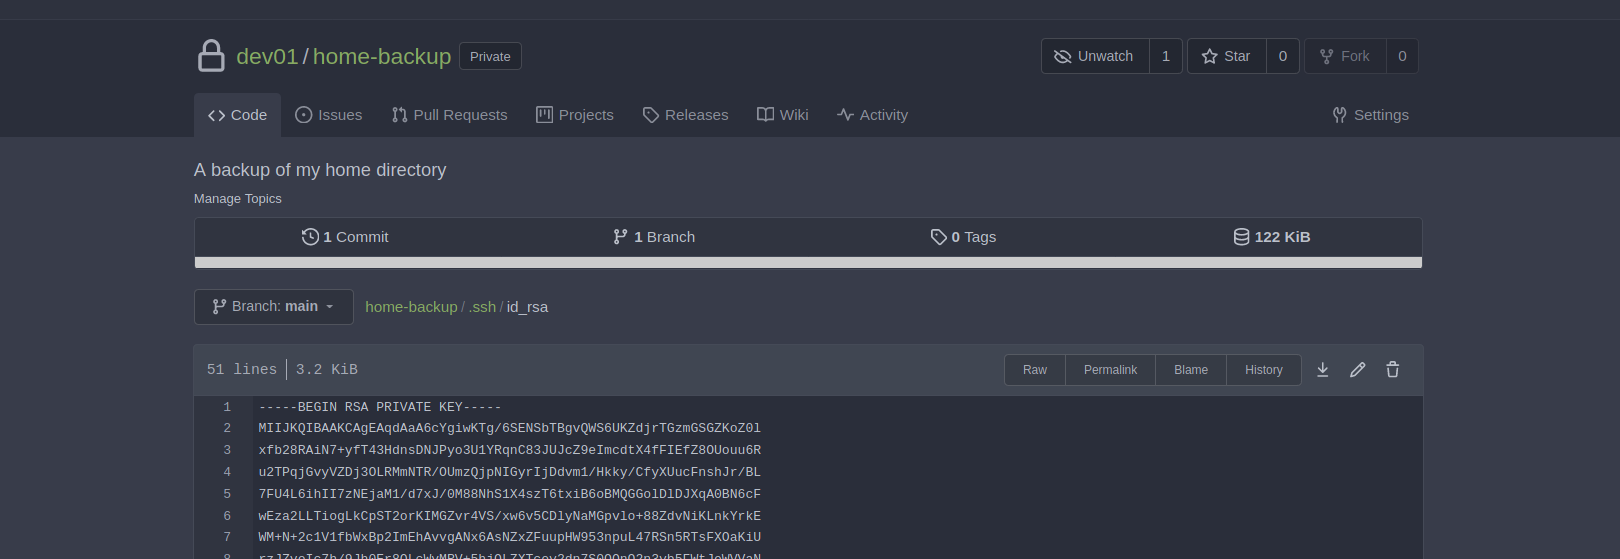 dev01/home-backup Private
Unwatch 1 Star 0 Fork 0
Code Issues Pull Requests Projects Releases Wiki Activity Settings
A backup of my home directory
Manage Topics
1 Commit 1 Branch 0 Tags 122 KiB
Branch: main home-backup/.ssh/id_rsa
51 lines 3.2 KiB Raw Permalink Blame History
1 -----BEGIN RSA PRIVATE KEY-----
2 MIIJKQIBAAKCAgEAqdAaA6cYgiwKTg/6SENSbTBgvQWS6UKZdjrTGzmGSGZKoZ0l
3 xfb28RAiN7+yfT43HdnsDNJPyo3U1YRqnC83JUJcZ9eImcdtX4fFIEfZ8OUouu6R
4 u2TPqjGvyVZDj3OLRMmNTR/OUmzQjpNIGyrIjDdvm1/Hkky/CfyXUucFnshJr/BL
5 7FU4L6ihII7zNEjaM1/d7xJ/0M88NhS1X4szT6txiB6oBMQGGolDlDJXqA0BN6cF
6 wEza2LLTiogLkCpST2orKIMGZvr4VS/xw6v5CDlyNaMGpvlo+88ZdvNiKLnkYrkE
7 WM+N+2c1V1fbWxBp2ImEhAvvgANx6AsNZxZFuupHW953npuL47RSn5RTsFXOaKiU
8